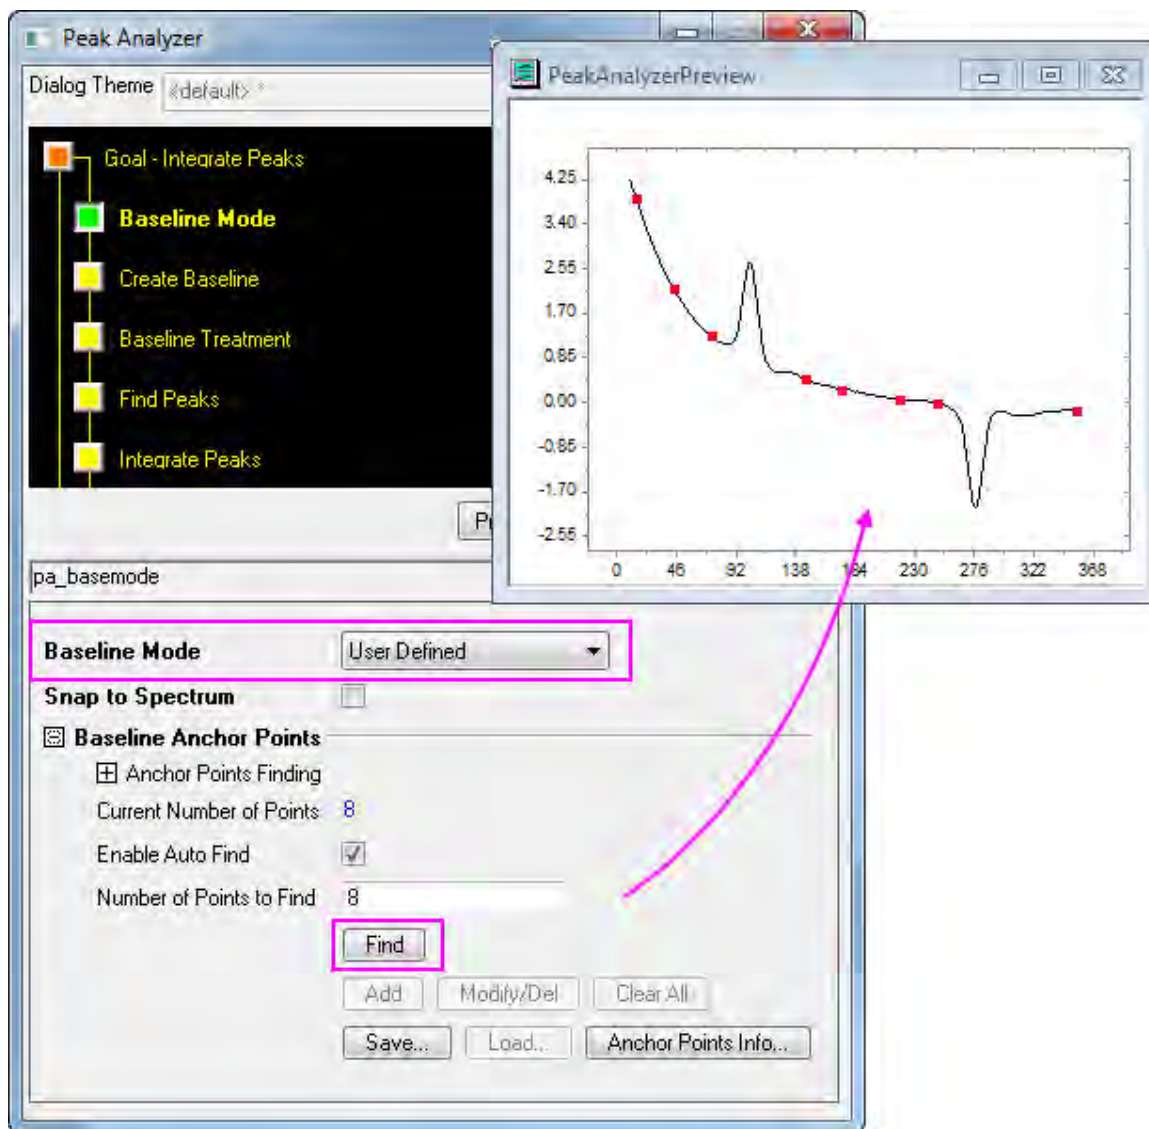 Peak Analyzer
Dialog Theme <default> *
Goal - Integrate Peaks
Baseline Mode
Create Baseline
Baseline Treatment
Find Peaks
Integrate Peaks
PeakAnalyzerPreview
4.25
3.40
2.55
1.70
0.85
0.00
-0.85
-1.70
-2.55
0 46 92 138 184 230 276 322 368
pa_basemode
Baseline Mode User Defined
Snap to Spectrum
Baseline Anchor Points
Anchor Points Finding
Current Number of Points 8
Enable Auto Find
Number of Points to Find 8
Find
Add Modify/Del Clear All
Save... Load... Anchor Points Info...